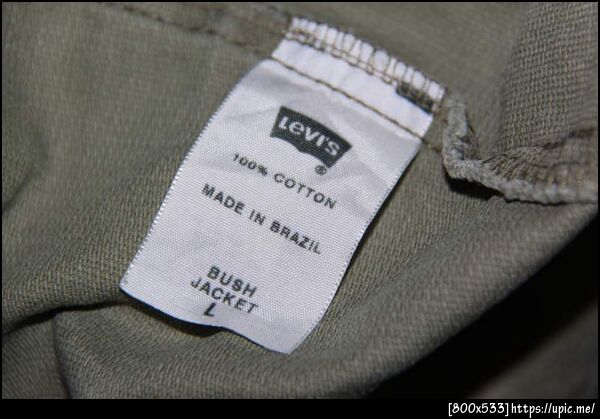 Levi's
®
100% COTTON
MADE IN BRAZIL
BUSH
JACKET
L
[800x533]https://upic.me/